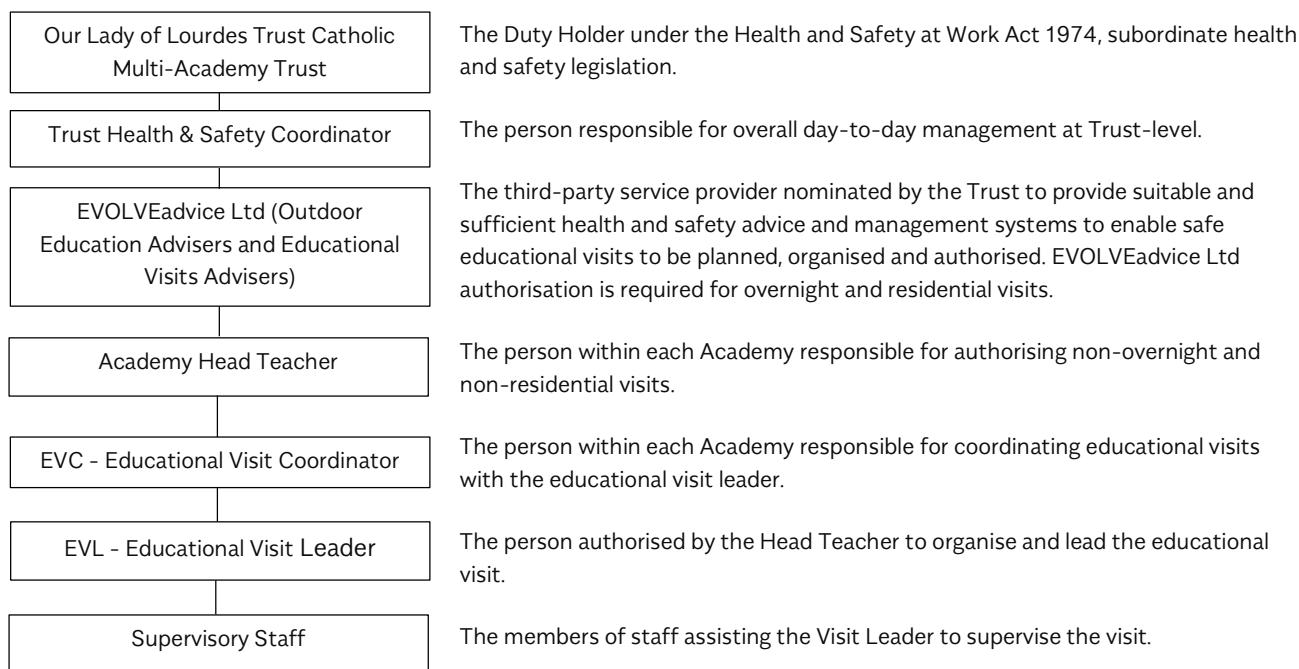 Our Lady of Lourdes Trust Catholic
Multi-Academy Trust
The Duty Holder under the Health and Safety at Work Act 1974, subordinate health
and safety legislation.
Trust Health & Safety Coordinator
The person responsible for overall day-to-day management at Trust-level.
EVOLVEadvice Ltd (Outdoor
Education Advisers and Educational
Visits Advisers)
The third-party service provider nominated by the Trust to provide suitable and
sufficient health and safety advice and management systems to enable safe
educational visits to be planned, organised and authorised. EVOLVEadvice Ltd
authorisation is required for overnight and residential visits.
Academy Head Teacher
The person within each Academy responsible for authorising non-overnight and
non-residential visits.
EVC - Educational Visit Coordinator
The person within each Academy responsible for coordinating educational visits
with the educational visit leader.
EVL - Educational Visit Leader
The person authorised by the Head Teacher to organise and lead the educational
visit.
Supervisory Staff
The members of staff assisting the Visit Leader to supervise the visit.